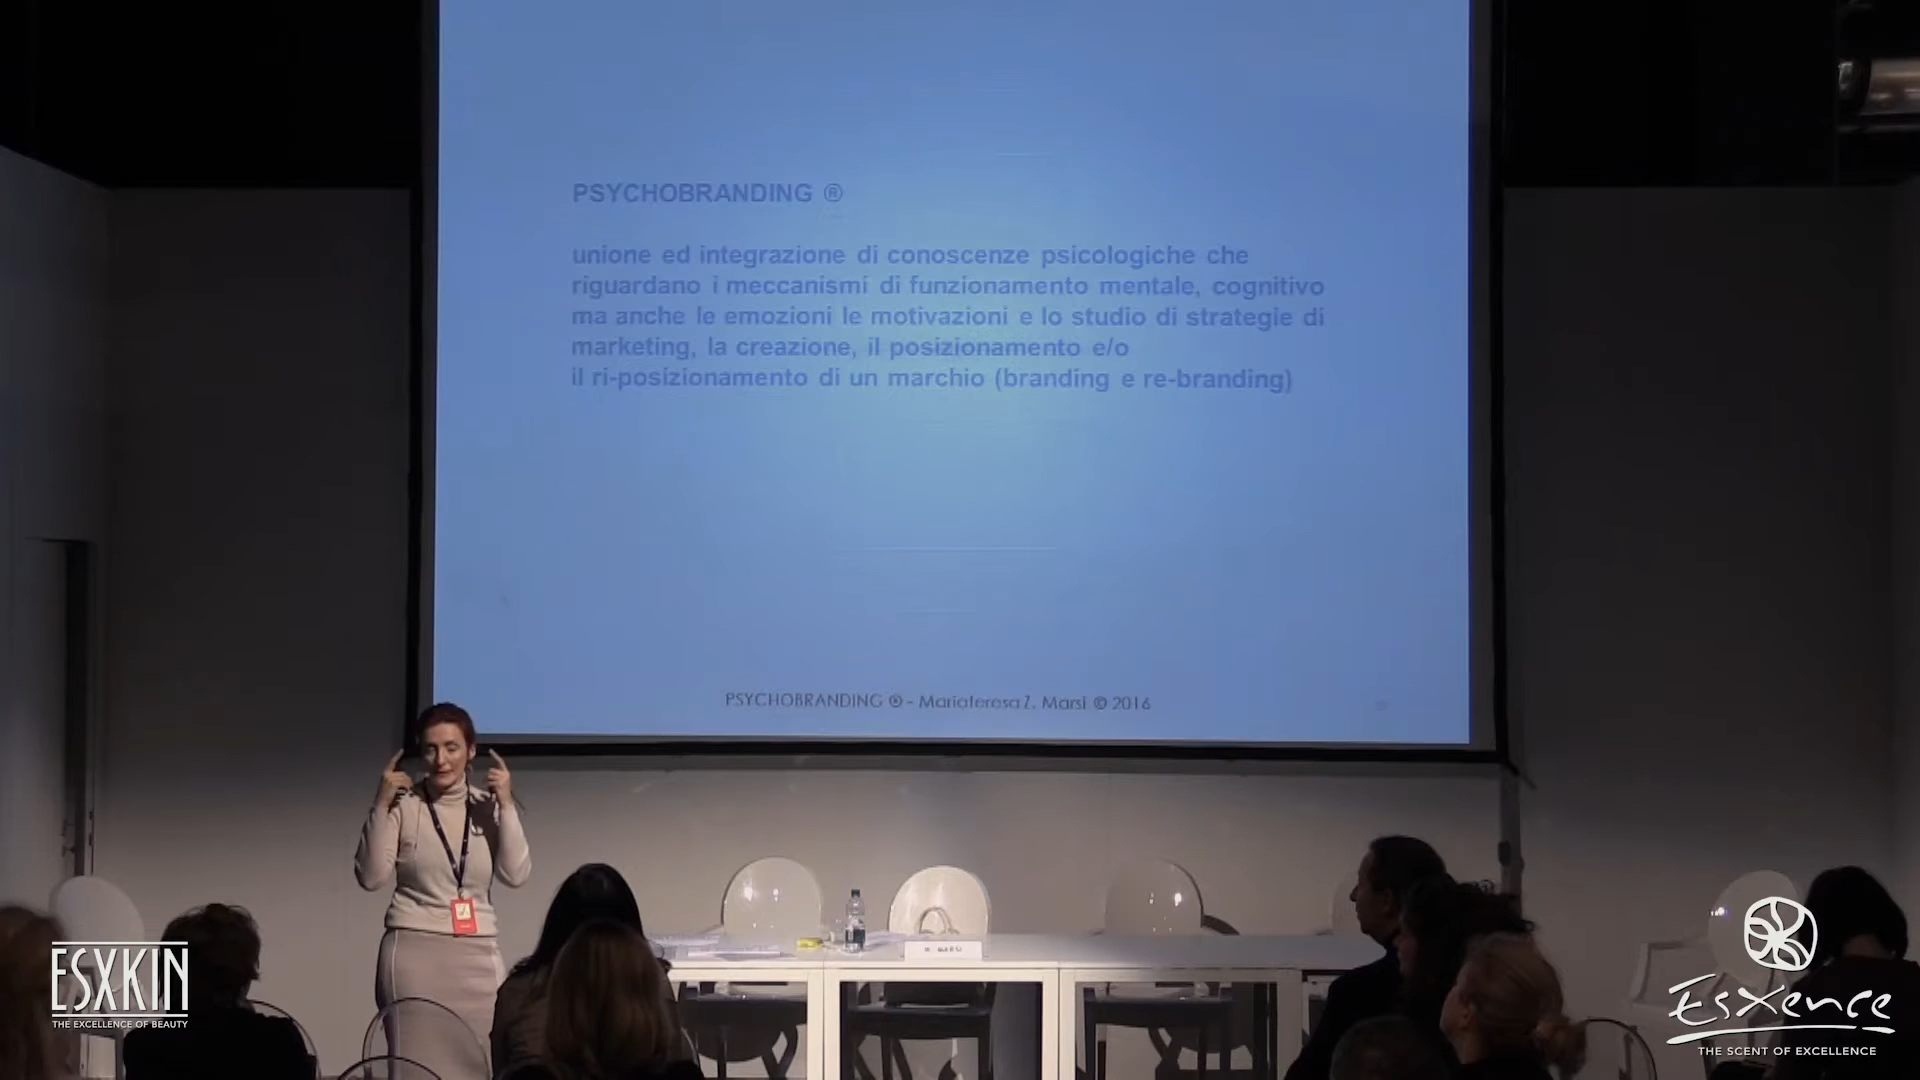 PSYCHOBRANDING ®
unione ed integrazione di conoscenze psicologiche che
riguardano i meccanismi di funzionamento mentale, cognitivo
ma anche le emozioni le motivazioni e lo studio di strategie di
marketing, la creazione, il posizionamento e/o
il ri-posizionamento di un marchio (branding e re-branding)
PSYCHOBRANDING ® - Mariateresa Z. Marsi © 2016
ESXKIN
THE EXCELLENCE OF BEAUTY
Esxence
THE SCENT OF EXCELLENCE